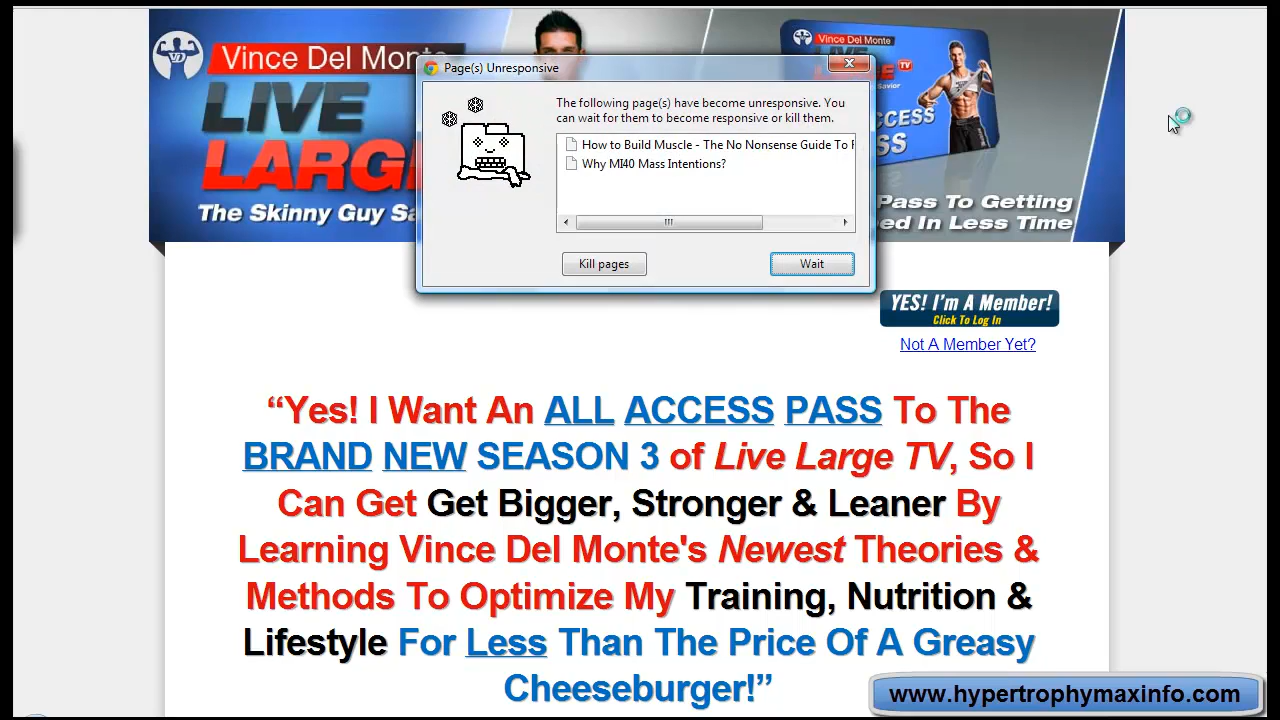 Vince Del Monte
LIVE
LARG
The Skinny Guy Sa
Vince Del Monte
TV
Savior
CCESS
SS
Pass To Getting
ed In Less Time
Page(s) Unresponsive
The following page(s) have become unresponsive. You
can wait for them to become responsive or kill them.
How to Build Muscle - The No Nonsense Guide To F
Why MI40 Mass Intentions?
Kill pages
Wait
YES! I'm A Member!
Click To Log In
Not A Member Yet?
“Yes! I Want An ALL ACCESS PASS To The
BRAND NEW SEASON 3 of Live Large TV, So I
Can Get Get Bigger, Stronger & Leaner By
Learning Vince Del Monte's Newest Theories &
Methods To Optimize My Training, Nutrition &
Lifestyle For Less Than The Price Of A Greasy
Cheeseburger!”
www.hypertrophymaxinfo.com